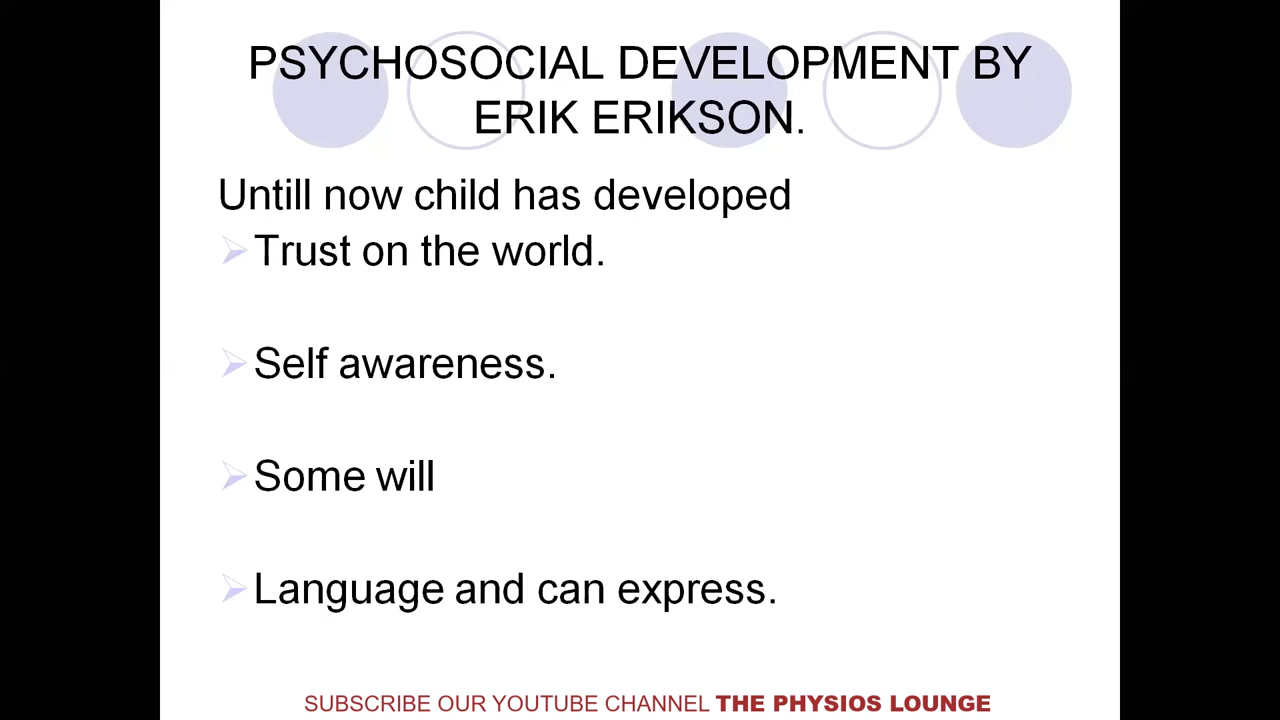 PSYCHOSOCIAL DEVELOPMENT BY
ERIK ERIKSON.
Untill now child has developed
Trust on the world.
Self awareness.
Some will
Language and can express.
SUBSCRIBE OUR YOUTUBE CHANNEL THE PHYSIOS LOUNGE